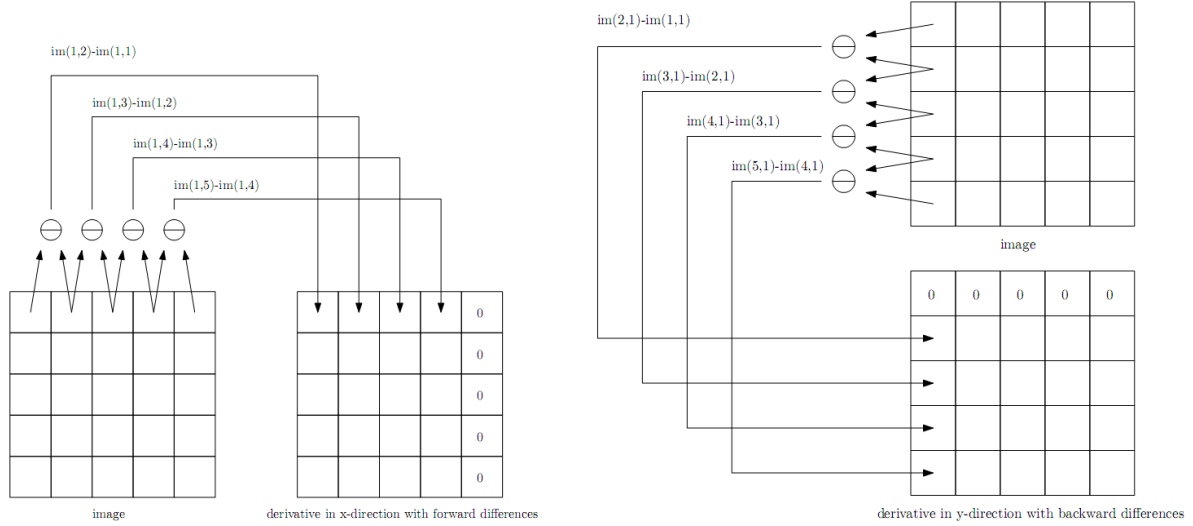 im(1,2)-im(1,1)
im(1,3)-im(1,2)
im(1,4)-im(1,3)
im(1,5)-im(1,4)
0
0
0
0
0
image
derivative in x-direction with forward differences
im(2,1)-im(1,1)
im(3,1)-im(2,1)
im(4,1)-im(3,1)
im(5,1)-im(4,1)
image
0 0 0 0 0
derivative in y-direction with backward differences